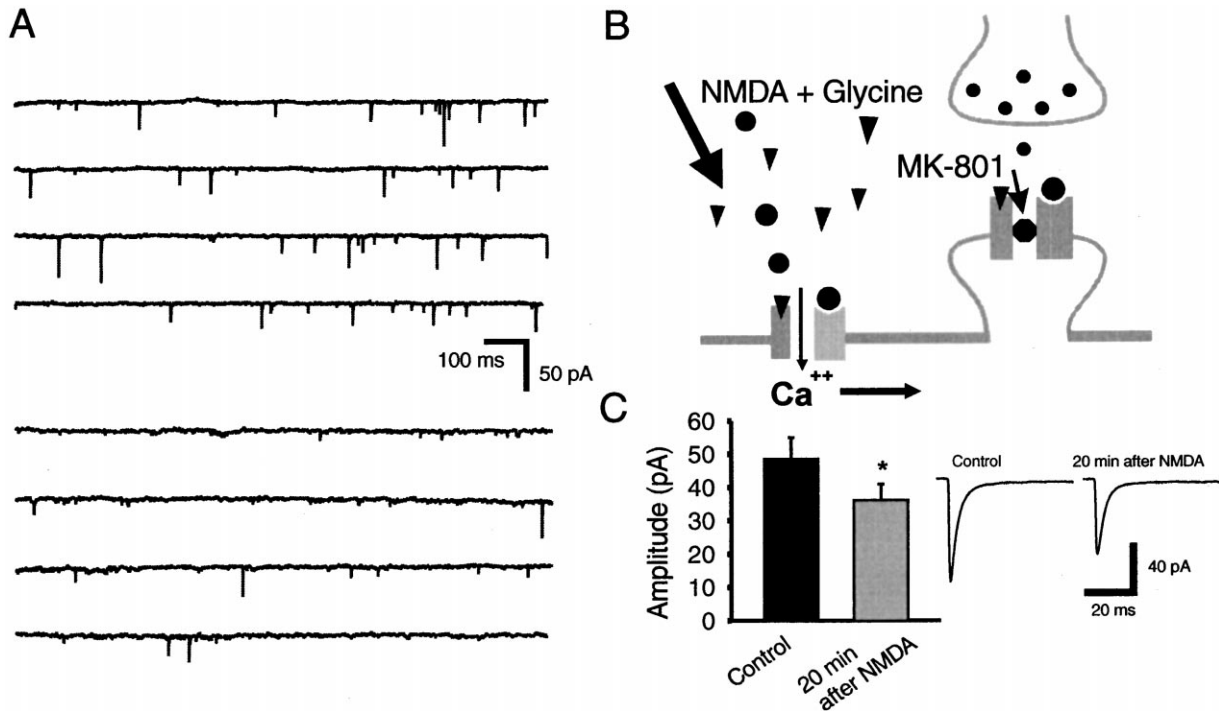 A
100 ms
50 pA
B
NMDA + Glycine
MK-801
Ca++
C
Amplitude (pA)
60
50
40
30
20
10
0
*
Control
20 min
after NMDA
Control
20 min after NMDA
40 pA
20 ms